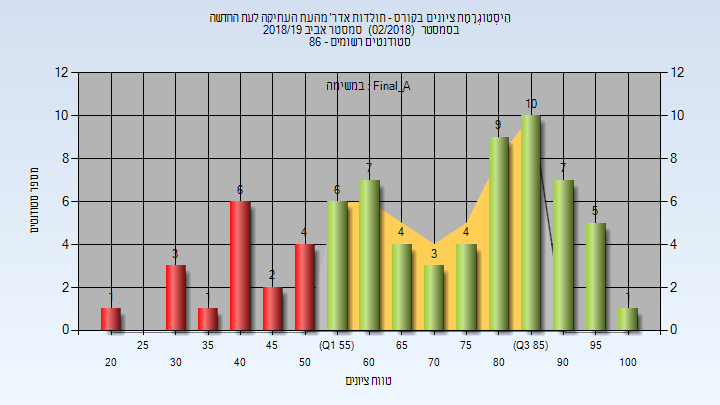 הִיסְטוֹגְרָמַת ציונים בקורס - תולדות אדר' מהעת העתיקה לעת החדשה
בסמסטר (02/2018) סמסטר אביב 2018/19
סטודנטים רשומים - 86
במשימה : Final_A
מספר סטודנטים
12 12
10 10
8 8
6 6
4 4
2 2
0 0
1 3 1 6 2 4 6 7 4 3 4 9 10 7 5 1
25 35 45 (Q1 55) 65 75 (Q3 85) 95
20 30 40 50 60 70 80 90 100
טווח ציונים